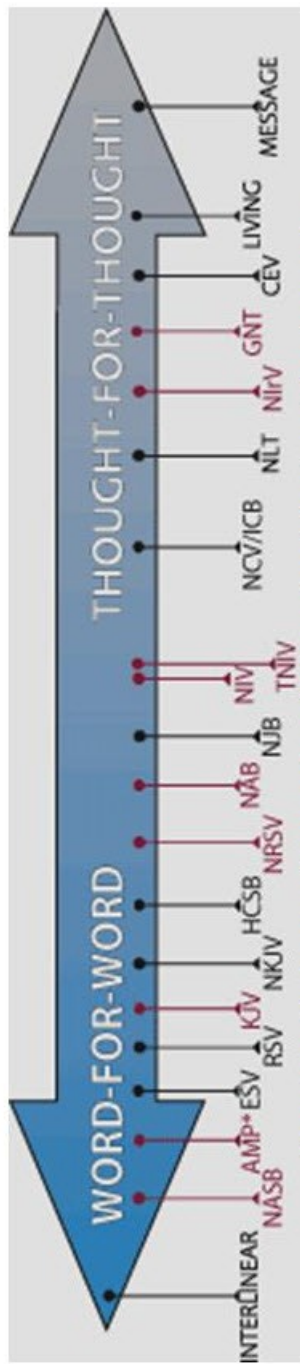 WORD-FOR-WORD
THOUGHT-FOR-THOUGHT
INTERLINEAR
NASB
AMP*
ESV
RSV
KJV
NKJV
HCSB
NRSV
NAB
NJB
NIV
TNIV
NCV/ICB
NLT
NIrV
GNT
CEV
LIVING
MESSAGE